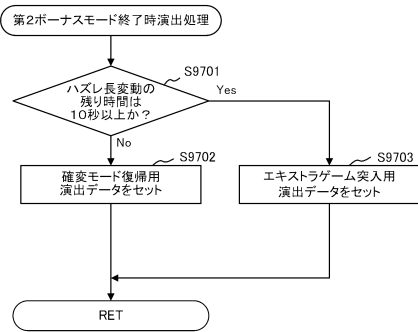 第２ボーナスモード終了時演出処理
S9701
ハズレ長変動の
残り時間は
１０秒以上か？
Yes
No
S9702
確変モード復帰用
演出データをセット
S9703
エキストラゲーム突入用
演出データをセット
RET